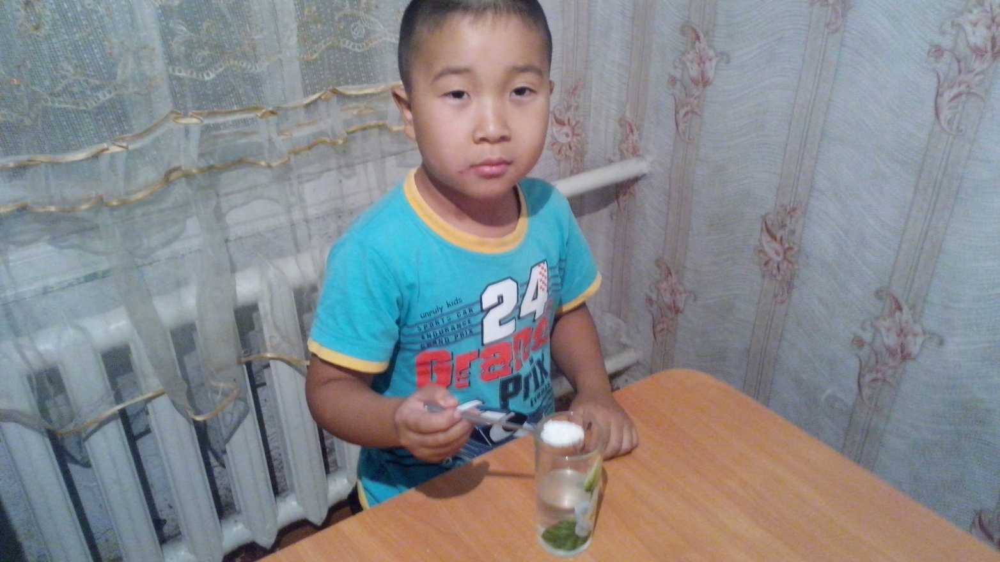 24
unruly kids
SPORTS CAR
ENDURANCE
GRAND PRIX
Grand
Prix